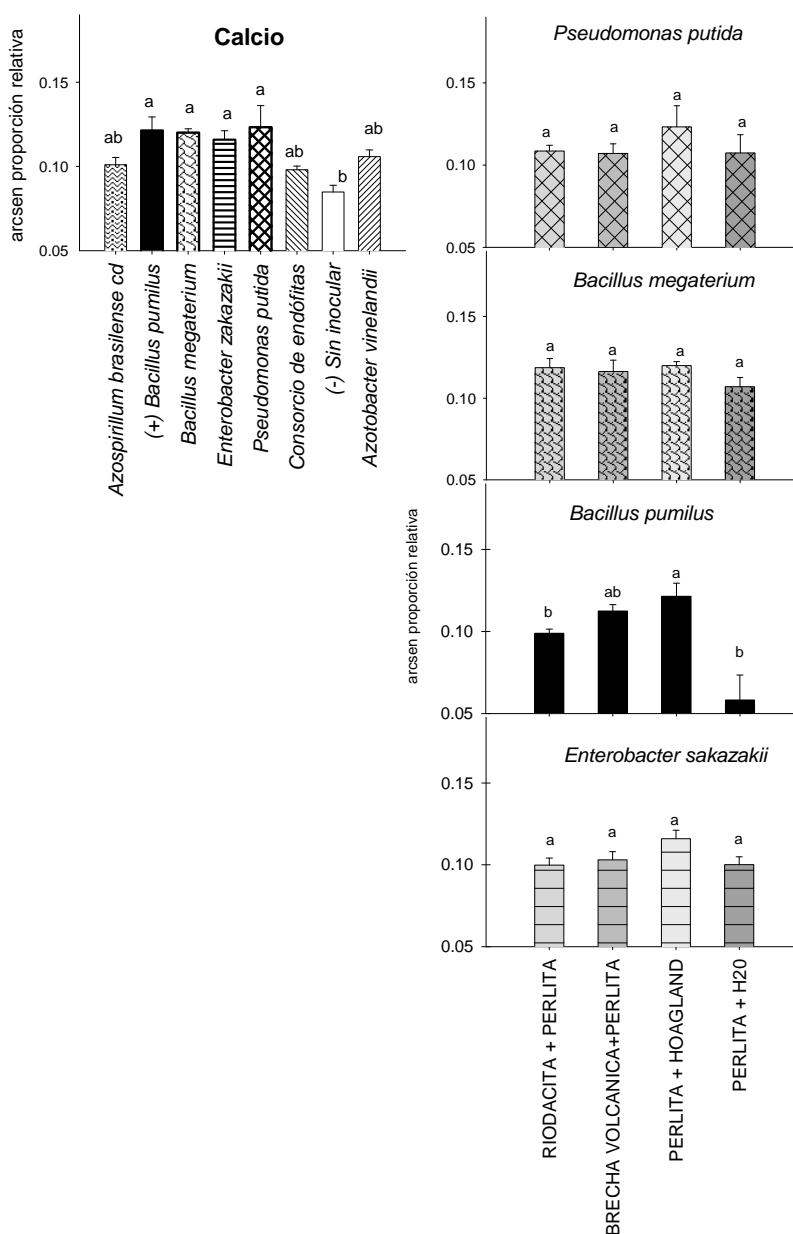 Calcio
arcsen proporción relativa
0.15
0.10
0.05
ab
a
a
a
a
ab
b
ab
Azospirillum brasilense cd
(+) Bacillus pumilus
Bacillus megaterium
Enterobacter zakazakii
Pseudomonas putida
Consorcio de endófitas
(-) Sin inocular
Azotobacter vinelandii
Pseudomonas putida
0.15
0.10
0.05
a
a
a
a
Bacillus megaterium
0.15
0.10
0.05
a
a
a
a
arcsen proporción relativa
Bacillus pumilus
0.15
0.10
0.05
b
ab
a
b
Enterobacter sakazakii
0.15
0.10
0.05
a
a
a
a
RIODACITA + PERLITA
BRECHA VOLCANICA+PERLITA
PERLITA + HOAGLAND
PERLITA + H20